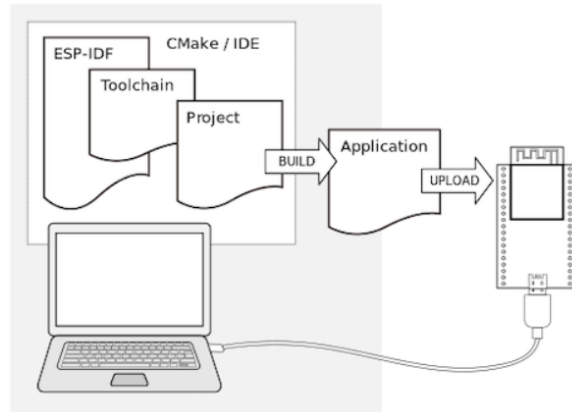 CMake / IDE
ESP-IDF
Toolchain
Project
BUILD
Application
UPLOAD